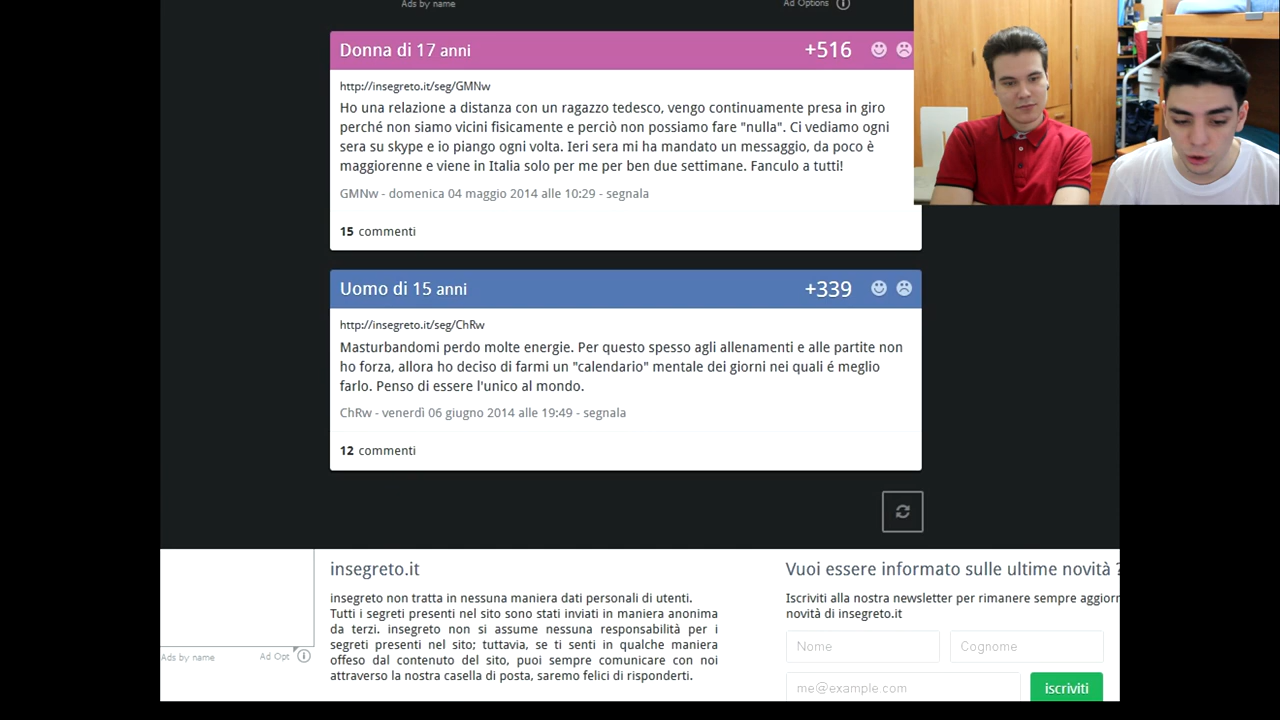 Ads by name
Ad Options
Donna di 17 anni
+516
http://insegreto.it/seg/GMNw
Ho una relazione a distanza con un ragazzo tedesco, vengo continuamente presa in giro
perché non siamo vicini fisicamente e perciò non possiamo fare "nulla". Ci vediamo ogni
sera su skype e io piango ogni volta. Ieri sera mi ha mandato un messaggio, da poco è
maggiorenne e viene in Italia solo per me per ben due settimane. Fanculo a tutti!
GMNw - domenica 04 maggio 2014 alle 10:29 - segnala
15 commenti
Uomo di 15 anni
+339
http://insegreto.it/seg/ChRw
Masturbandomi perdo molte energie. Per questo spesso agli allenamenti e alle partite non
ho forza, allora ho deciso di farmi un "calendario" mentale dei giorni nei quali é meglio
farlo. Penso di essere l'unico al mondo.
ChRw - venerdì 06 giugno 2014 alle 19:49 - segnala
12 commenti
insegreto.it
insegreto non tratta in nessuna maniera dati personali di utenti.
Tutti i segreti presenti nel sito sono stati inviati in maniera anonima
da terzi. insegreto non si assume nessuna responsabilità per i
segreti presenti nel sito; tuttavia, se ti senti in qualche maniera
offeso dal contenuto del sito, puoi sempre comunicare con noi
attraverso la nostra casella di posta, saremo felici di risponderti.
Ads by name
Ad Opt
Vuoi essere informato sulle ultime novità ?
Iscriviti alla nostra newsletter per rimanere sempre aggiorn
novità di insegreto.it
Nome
Cognome
me@example.com
iscriviti